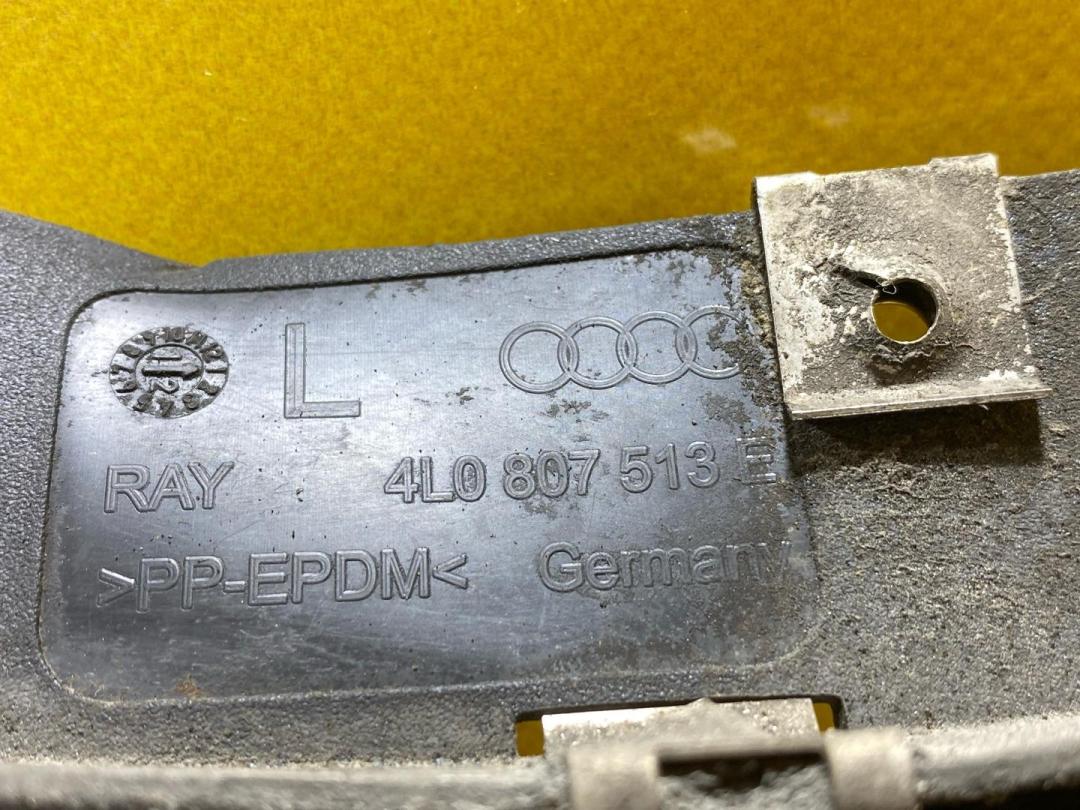 L
RAY 4L0 807 513 E
>PP-EPDM< Germany